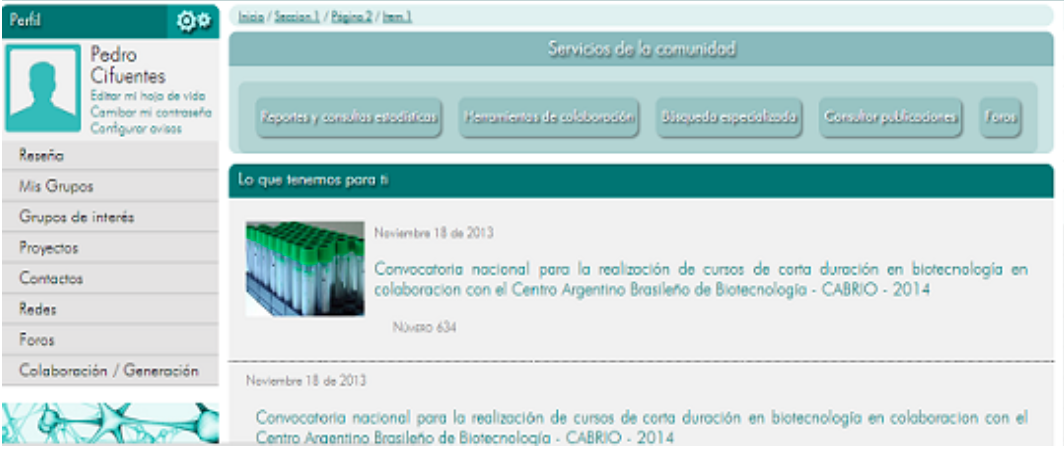 Perfil
Pedro
Cifuentes
Editar mi hoja de vida
Cambar mi contraseña
Configurar avisos
Reseña
Mis Grupos
Grupos de interés
Proyectos
Contactos
Redes
Foros
Colaboración / Generación
Inicio / Seccion 1 / Página 2 / Item 1
Servicios de la comunidad
Reportes y consultas estadísticas
Herramientas de colaboración
Búsqueda especializada
Consultar publicaciones
Foros
Lo que tenemos para ti
Noviembre 18 de 2013
Convocatoria nacional para la realización de cursos de corta duración en biotecnología en
colaboracion con el Centro Argentino Brasileño de Biotecnología - CABRIO - 2014
Número 634
Noviembre 18 de 2013
Convocatoria nacional para la realización de cursos de corta duración en biotecnología en colaboracion con el
Centro Argentino Brasileño de Biotecnología - CABRIO - 2014